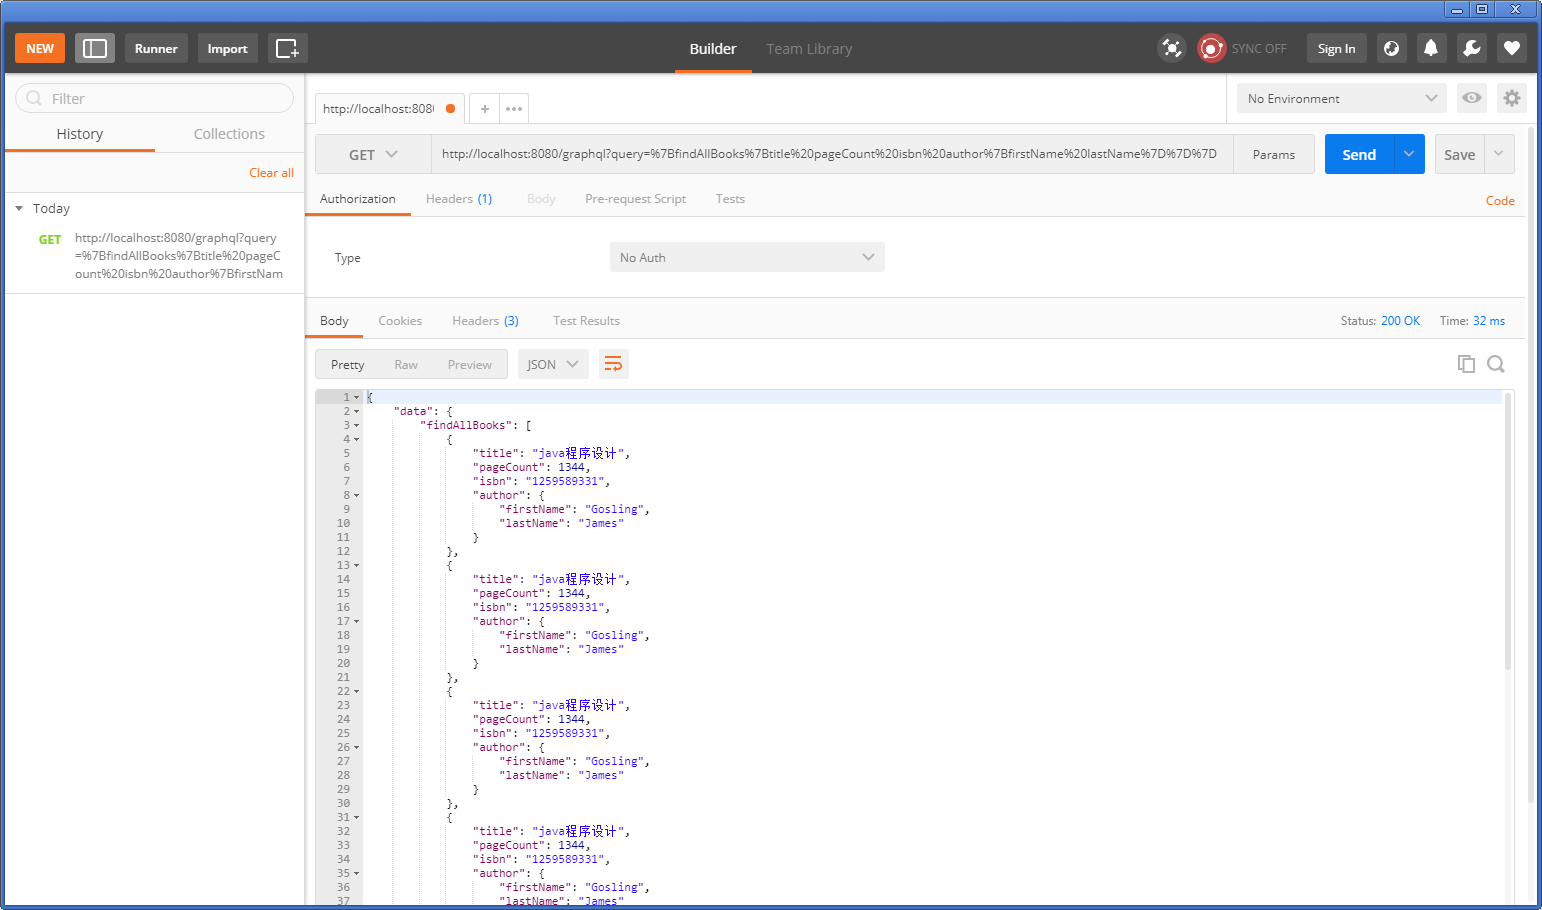 NEW Runner Import Builder Team Library SYNC OFF Sign In
Filter
History Collections
Clear all
Today
GET http://localhost:8080/graphql?query
=%7BfindAllBooks%7Btitle%20pageC
ount%20isbn%20author%7BfirstNam
http://localhost:808 + ••• No Environment
GET http://localhost:8080/graphql?query=%7BfindAllBooks%7Btitle%20pageCount%20isbn%20author%7BfirstName%20lastName%7D%7D%7D Params Send Save
Authorization Headers (1) Body Pre-request Script Tests Code
Type No Auth
Body Cookies Headers (3) Test Results Status: 200 OK Time: 32 ms
Pretty Raw Preview JSON
1 {
2 "data": {
3 "findAllBooks": [
4 {
5 "title": "java程序设计",
6 "pageCount": 1344,
7 "isbn": "1259589331",
8 "author": {
9 "firstName": "Gosling",
10 "lastName": "James"
11 }
12 },
13 {
14 "title": "java程序设计",
15 "pageCount": 1344,
16 "isbn": "1259589331",
17 "author": {
18 "firstName": "Gosling",
19 "lastName": "James"
20 }
21 },
22 {
23 "title": "java程序设计",
24 "pageCount": 1344,
25 "isbn": "1259589331",
26 "author": {
27 "firstName": "Gosling",
28 "lastName": "James"
29 }
30 },
31 {
32 "title": "java程序设计",
33 "pageCount": 1344,
34 "isbn": "1259589331",
35 "author": {
36 "firstName": "Gosling",
37 "lastName": "James"